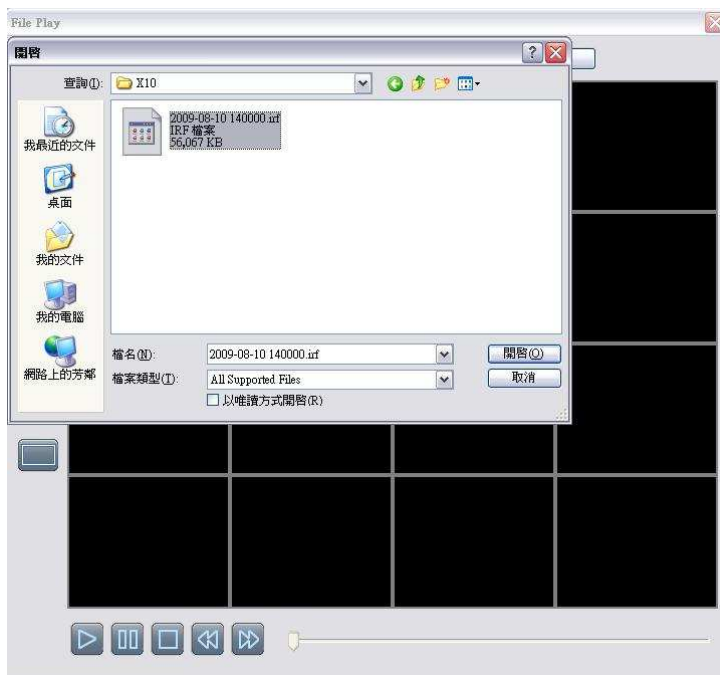 File Play
開啓
查詢(I):
X10
我最近的文件
桌面
我的文件
我的電腦
網路上的芳鄰
2009-08-10 140000.irf
IRF 檔案
56,067 KB
檔名(N):
2009-08-10 140000.irf
開啓(O)
檔案類型(T):
All Supported Files
取消
以唯讀方式開啓(R)